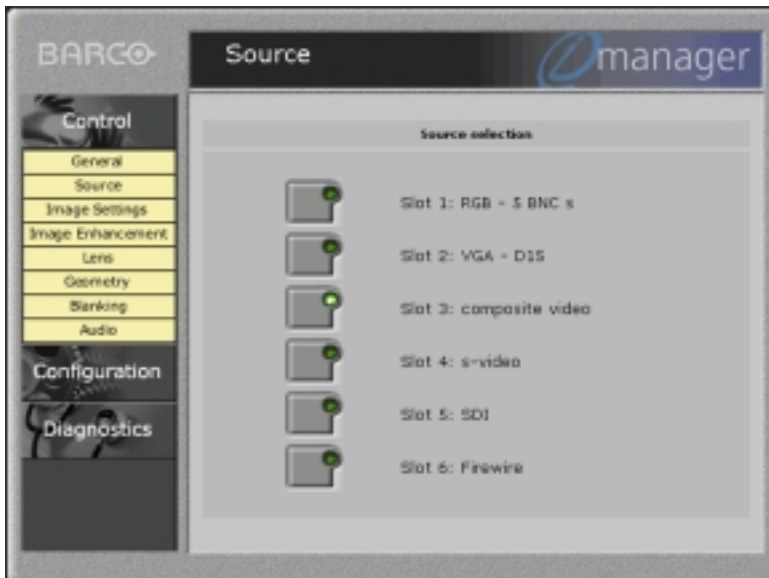 BARCO
Source
imanager
Control
General
Source
Image Settings
Image Enhancement
Lens
Geometry
Blanking
Audio
Configuration
Diagnostics
Source selection
Slot 1: RGB - 5 BNC s
Slot 2: VGA - D15
Slot 3: composite video
Slot 4: s-video
Slot 5: SDI
Slot 6: Firewire